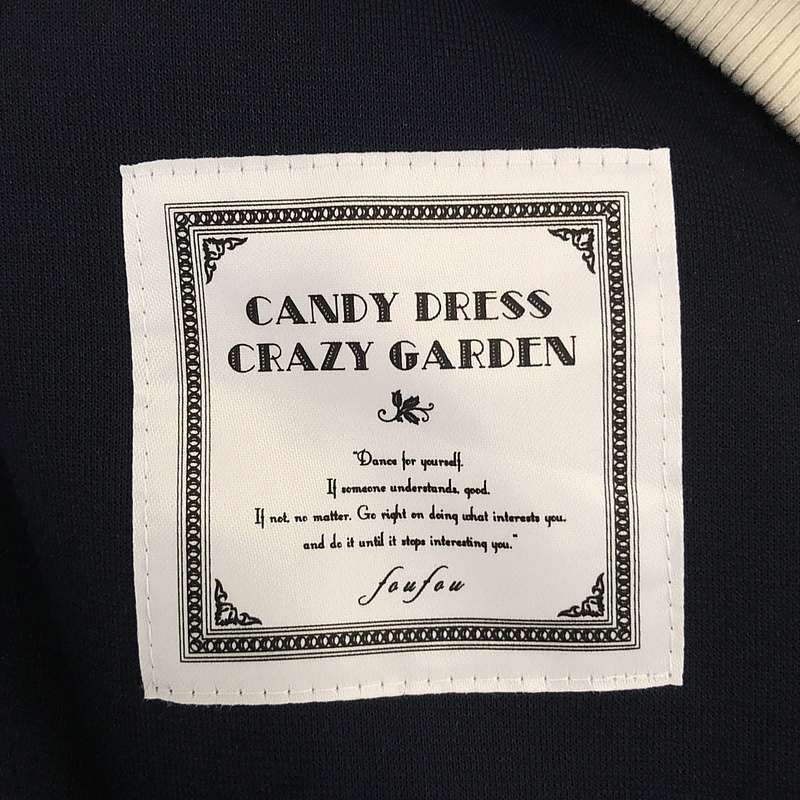 CANDY DRESS
CRAZY GARDEN
"Dance for yourself.
If someone understands, good.
If not, no matter. Go right on doing what interests you,
and do it until it stops interesting you."
foufou